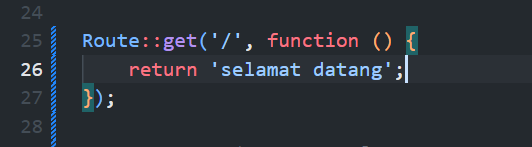 24
25 Route::get('/', function () {
26 return 'selamat datang';
27 });
28